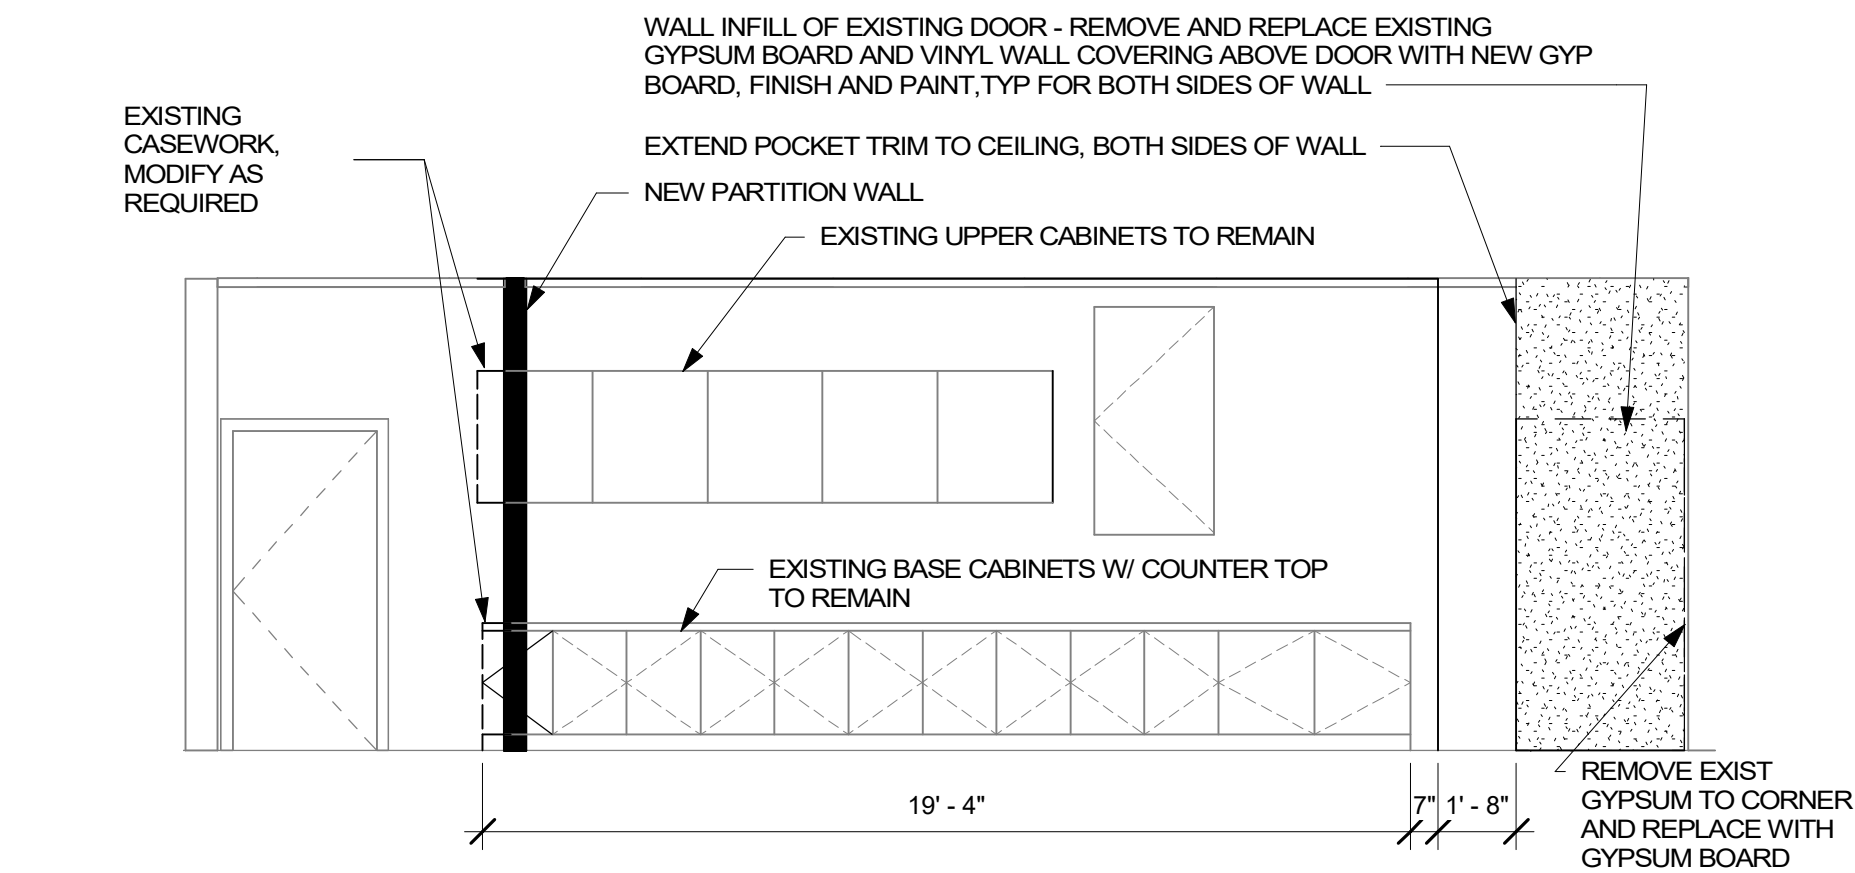 WALL INFILL OF EXISTING DOOR - REMOVE AND REPLACE EXISTING
GYPSUM BOARD AND VINYL WALL COVERING ABOVE DOOR WITH NEW GYP
BOARD, FINISH AND PAINT,TYP FOR BOTH SIDES OF WALL
EXISTING
CASEWORK,
MODIFY AS
REQUIRED
EXTEND POCKET TRIM TO CEILING, BOTH SIDES OF WALL
NEW PARTITION WALL
EXISTING UPPER CABINETS TO REMAIN
EXISTING BASE CABINETS W/ COUNTER TOP
TO REMAIN
REMOVE EXIST
GYPSUM TO CORNER
AND REPLACE WITH
GYPSUM BOARD
19' - 4"
7"
1' - 8"